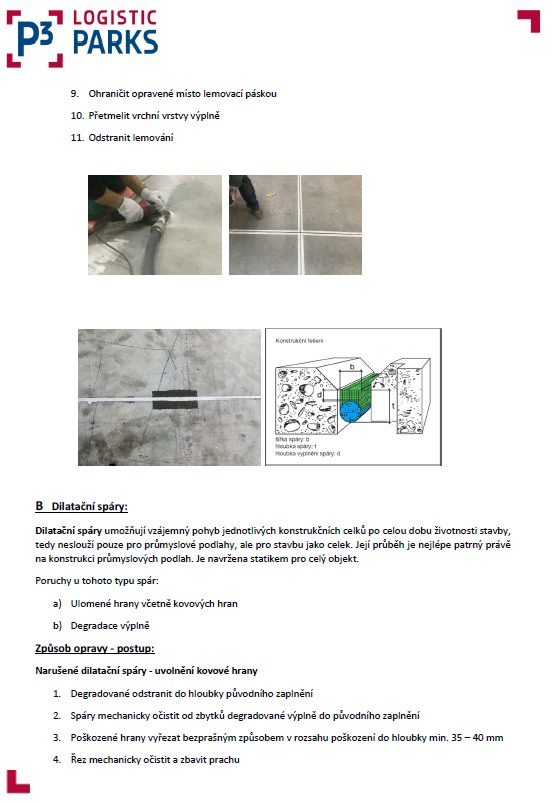 P3 LOGISTIC
PARKS
9. Ohraničit opravené místo lemovací páskou
10. Přetmelit vrchní vrstvy výplně
11. Odstranit lemování
Konstrukční řešení
b
d
t
šířka spáry: b
hloubka spáry: t
hloubka vyplnění spáry: d
B Dilatační spáry:
Dilatační spáry umožňují vzájemný pohyb jednotlivých konstrukčních celků po celou dobu životnosti stavby,
tedy neslouží pouze pro průmyslové podlahy, ale pro stavbu jako celek. Její průběh je nejlépe patrný právě
na konstrukci průmyslových podlah. Je navržena statikem pro celý objekt.
Poruchy u tohoto typu spár:
a) Ulomené hrany včetně kovových hran
b) Degradace výplně
Způsob opravy - postup:
Narušené dilatační spáry - uvolnění kovové hrany
1. Degradované odstranit do hloubky původního zaplnění
2. Spáry mechanicky očistit od zbytků degradované výplně do původního zaplnění
3. Poškozené hrany vyřezat bezprašným způsobem v rozsahu poškození do hloubky min. 35 – 40 mm
4. Řez mechanicky očistit a zbavit prachu